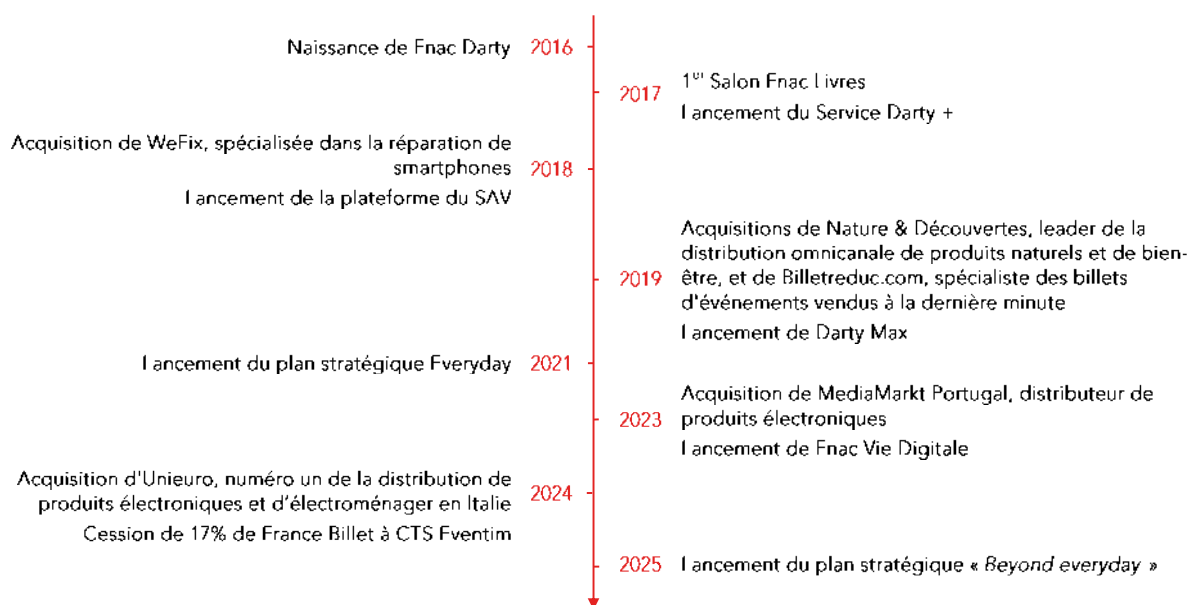 Naissance de Fnac Darty 2016
1er Salon Fnac Livres
2017
Lancement du Service Darty +
Acquisition de WeFix, spécialisée dans la réparation de
smartphones 2018
Lancement de la plateforme du SAV
Acquisitions de Nature & Découvertes, leader de la
distribution omnicanale de produits naturels et de bien-
2019 être, et de Billetreduc.com, spécialiste des billets
d'événements vendus à la dernière minute
Lancement de Darty Max
Lancement du plan stratégique Everyday 2021
Acquisition de MediaMarkt Portugal, distributeur de
2023 produits électroniques
Lancement de Fnac Vie Digitale
Acquisition d'Unieuro, numéro un de la distribution de
produits électroniques et d'électroménager en Italie
2024
Cession de 17% de France Billet à CTS Eventim
2025 Lancement du plan stratégique « Beyond everyday »